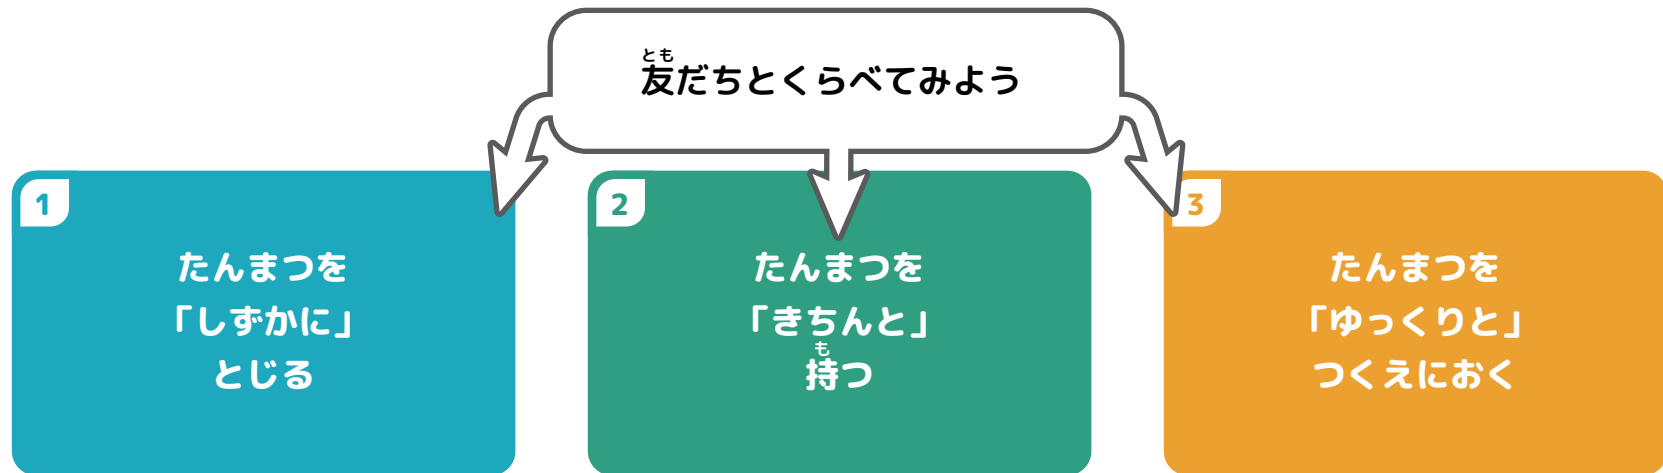 とも
友だちとくらべてみよう
1
たんまつを
「しずかに」
とじる
2
たんまつを
「きちんと」
も
持つ
3
たんまつを
「ゆっくりと」
つくえにおく